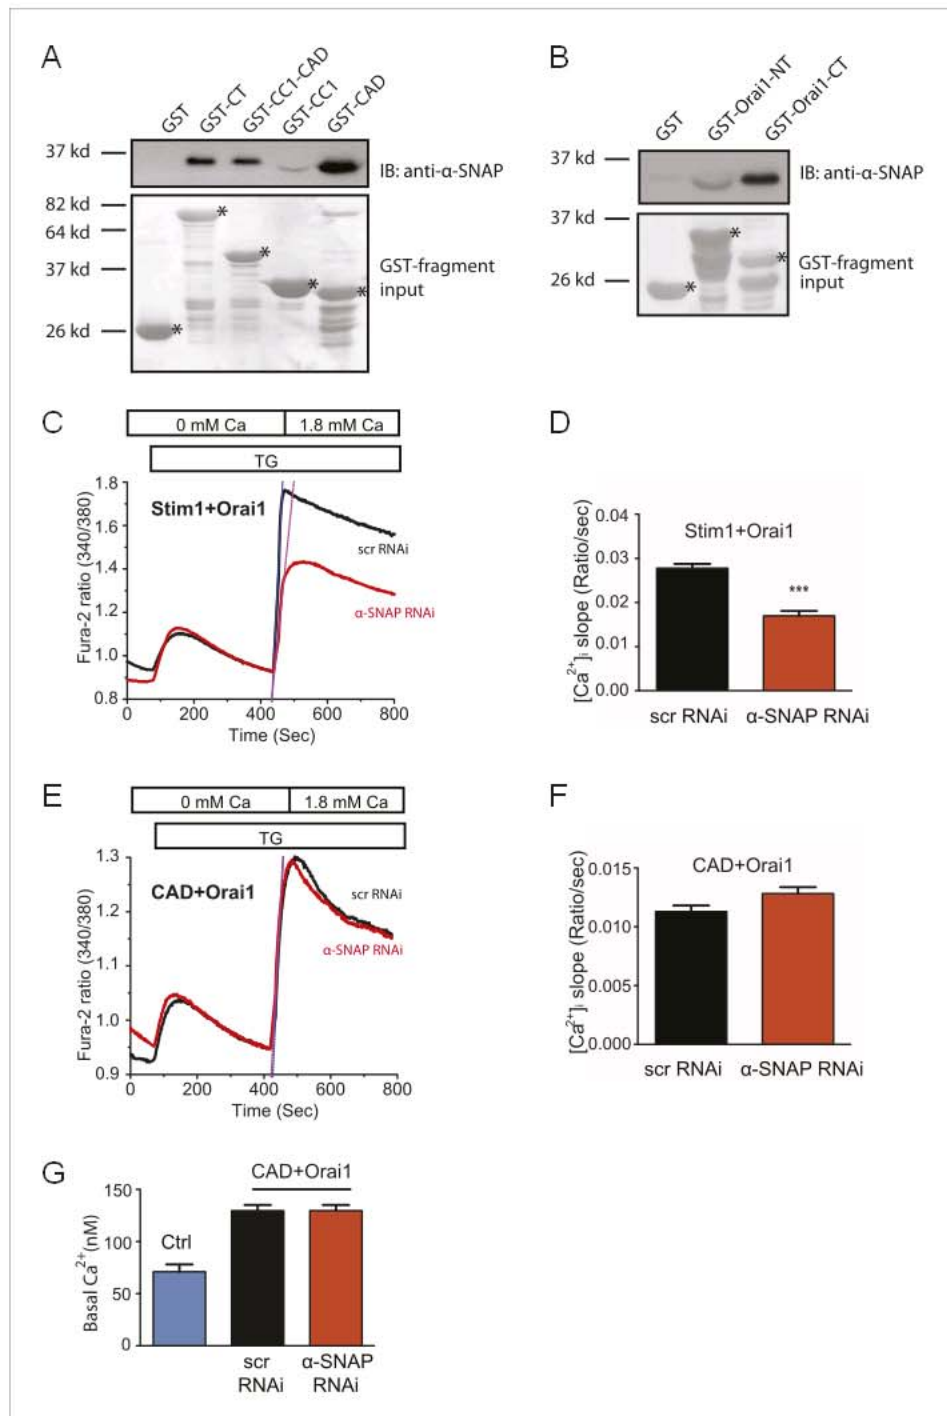 A
GST
GST-CT
GST-CC1-CAD
GST-CC1
GST-CAD
37 kd
IB: anti-α-SNAP
82 kd
64 kd
37 kd
26 kd
*
*
*
*
*
GST-fragment
input
B
GST
GST-Orai1-NT
GST-Orai1-CT
37 kd
IB: anti-α-SNAP
37 kd
26 kd
*
*
*
GST-fragment
input
C
0 mM Ca
1.8 mM Ca
TG
Stim1+Orai1
scr RNAi
α-SNAP RNAi
Fura-2 ratio (340/380)
1.8
1.6
1.4
1.2
1.0
0.8
0 200 400 600 800
Time (Sec)
D
Stim1+Orai1
[Ca2+]i slope (Ratio/sec)
0.04
0.03
0.02
0.01
0.00
***
scr RNAi
α-SNAP RNAi
E
0 mM Ca
1.8 mM Ca
TG
CAD+Orai1
scr RNAi
α-SNAP RNAi
Fura-2 ratio (340/380)
1.3
1.2
1.1
1.0
0.9
0 200 400 600 800
Time (Sec)
F
CAD+Orai1
[Ca2+]i slope (Ratio/sec)
0.015
0.010
0.005
0.000
scr RNAi
α-SNAP RNAi
G
CAD+Orai1
Ctrl
Basal Ca2+(nM)
150
100
50
0
scr
RNAi
α-SNAP
RNAi